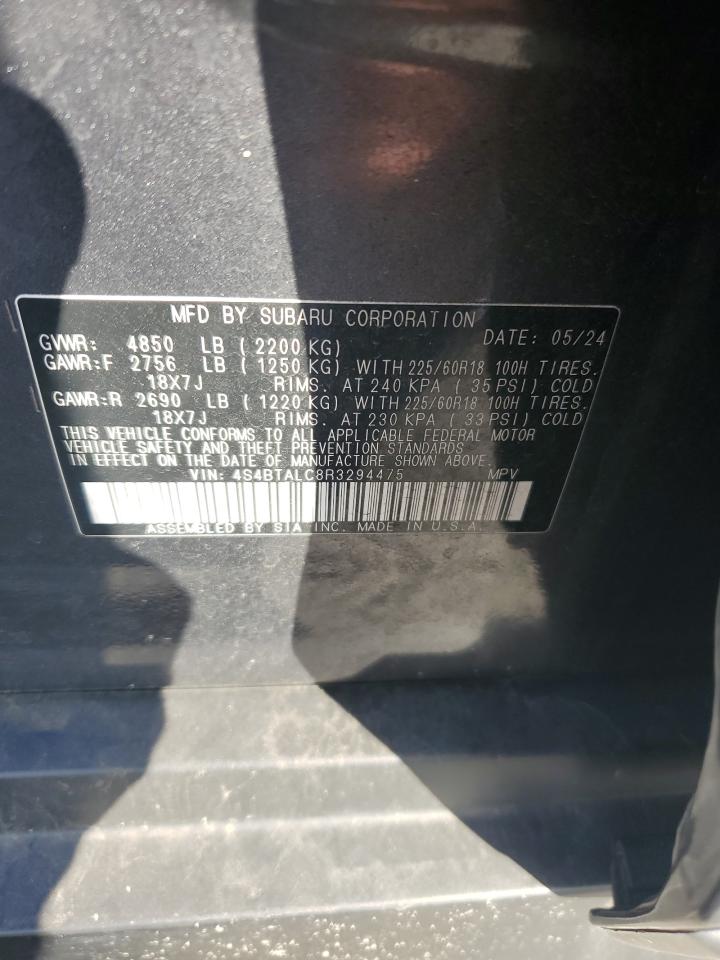 MFD BY SUBARU CORPORATION
GVWR: 4850 LB ( 2200 KG) DATE: 05/24
GAWR:F 2756 LB ( 1250 KG) WITH 225/60R18 100H TIRES.
18X7J RIMS. AT 240 KPA ( 35 PSI) COLD
GAWR:R 2690 LB ( 1220 KG) WITH 225/60R18 100H TIRES.
18X7J RIMS. AT 230 KPA ( 33 PSI) COLD
THIS VEHICLE CONFORMS TO ALL APPLICABLE FEDERAL MOTOR
VEHICLE SAFETY AND THEFT PREVENTION STANDARDS
IN EFFECT ON THE DATE OF MANUFACTURE SHOWN ABOVE.
VIN: 4S4BTALC8R3294475 MPV
ASSEMBLED BY SIA INC. MADE IN U.S.A.